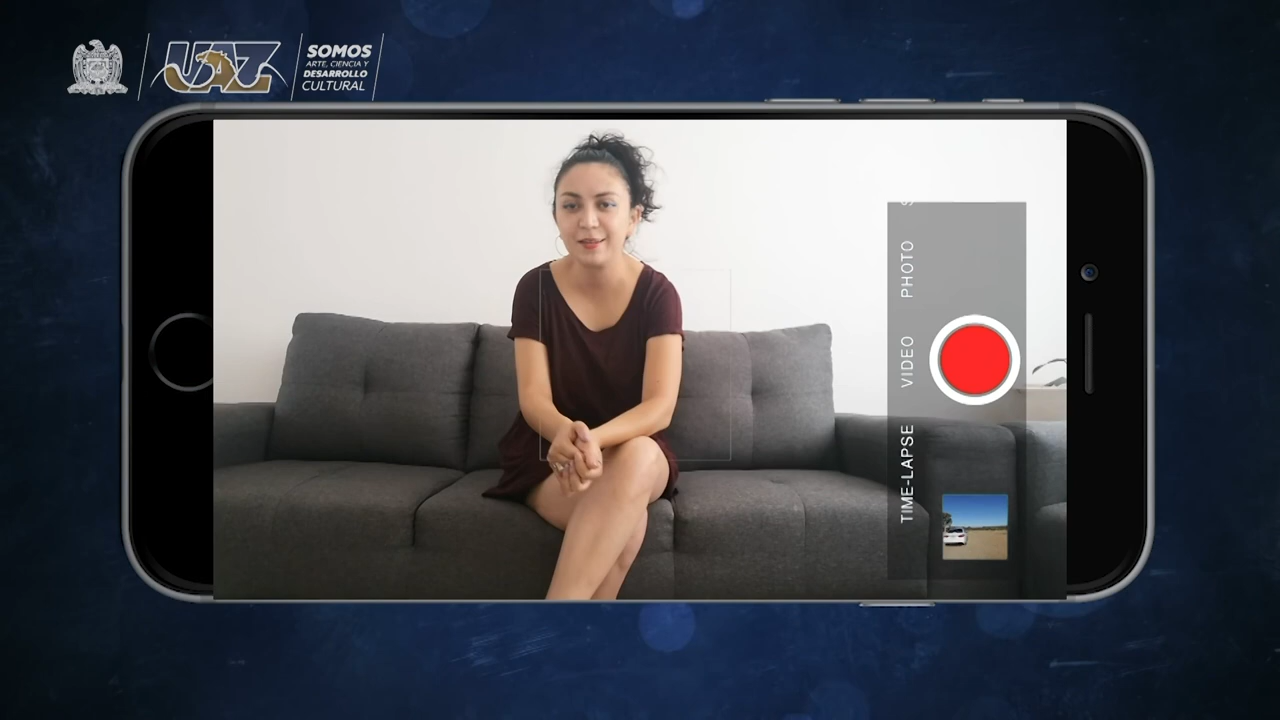 UAZ
SOMOS
ARTE, CIENCIA Y
DESARROLLO
CULTURAL
PHOTO
VIDEO
TIME-LAPSE